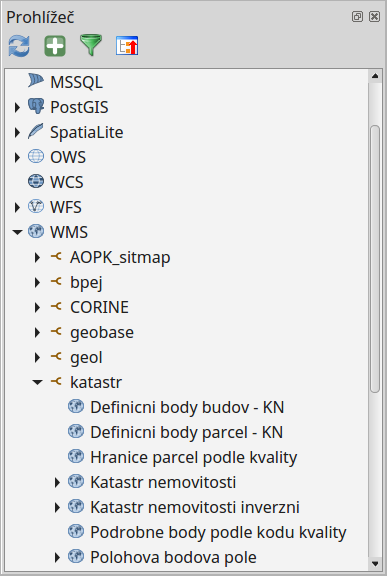 Prohlížeč
MSSQL
PostGIS
SpatiaLite
OWS
WCS
WFS
WMS
AOPK_sitmap
bpej
CORINE
geobase
geol
katastr
Definicni body budov - KN
Definicni body parcel - KN
Hranice parcel podle kvality
Katastr nemovitosti
Katastr nemovitosti inverzni
Podrobne body podle kodu kvality
Polohova bodova pole